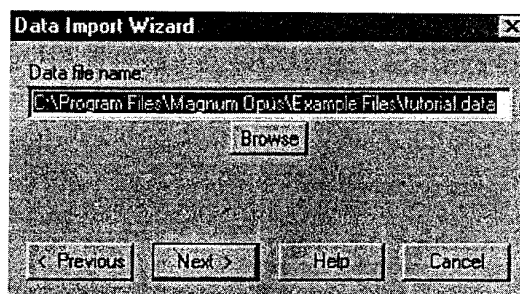 Data Import Wizard
Data file name:
C:\Program Files\Magnum Opus\Example Files\tutorial.data
Browse
< Previous Next > Help Cancel